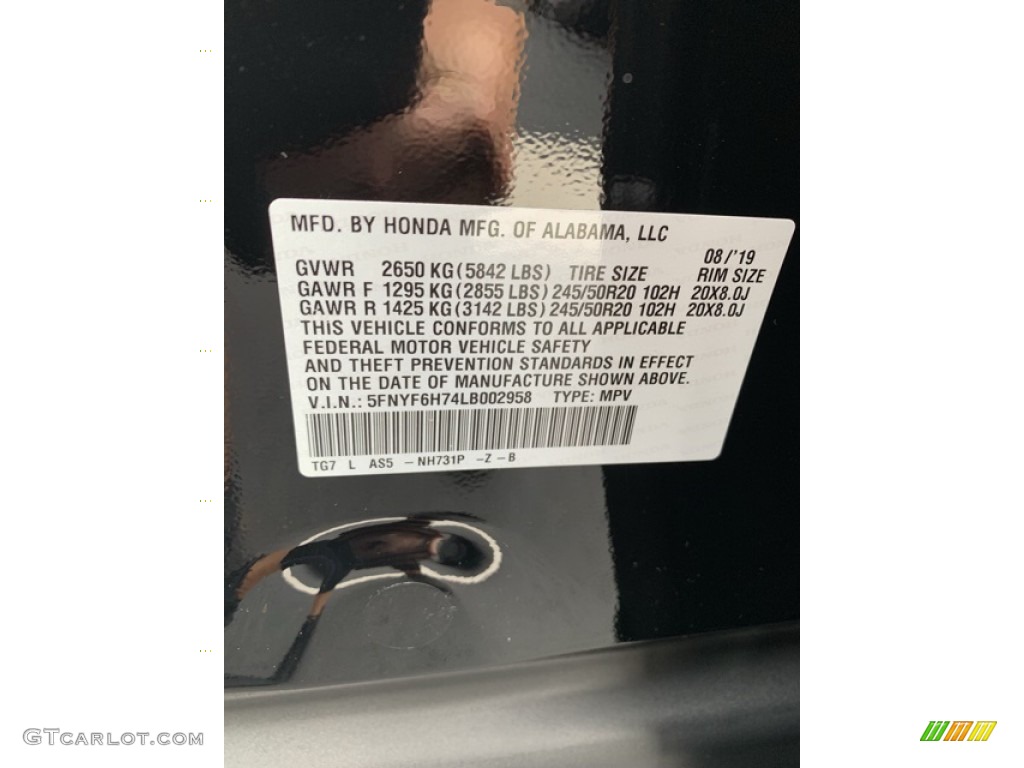 MFD. BY HONDA MFG. OF ALABAMA, LLC
08/'19
GVWR 2650 KG (5842 LBS) TIRE SIZE RIM SIZE
GAWR F 1295 KG (2855 LBS) 245/50R20 102H 20X8.0J
GAWR R 1425 KG (3142 LBS) 245/50R20 102H 20X8.0J
THIS VEHICLE CONFORMS TO ALL APPLICABLE
FEDERAL MOTOR VEHICLE SAFETY
AND THEFT PREVENTION STANDARDS IN EFFECT
ON THE DATE OF MANUFACTURE SHOWN ABOVE.
V.I.N.: 5FNYF6H74LB002958 TYPE: MPV
TG7 L AS5 -NH731P -Z -B
GTCarlot.com